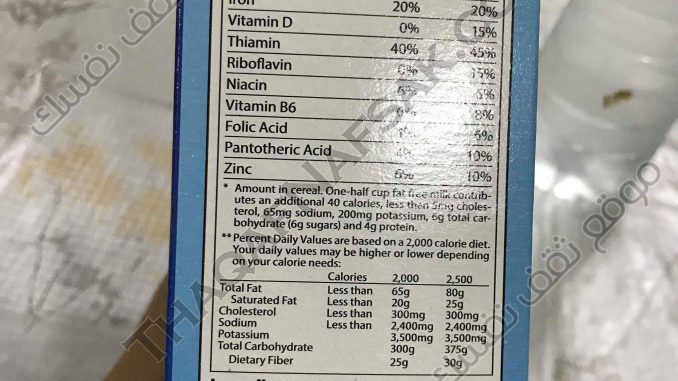 Iron 20% 20%
Vitamin D 0% 15%
Thiamin 40% 45%
Riboflavin 15%
Niacin 6%
Vitamin B6 8%
Folic Acid 6%
Pantotheric Acid 10%
Zinc 6% 10%
* Amount in cereal. One-half cup fat free milk contrib-
utes an additional 40 calories, less than 5mg choles-
terol, 65mg sodium, 200mg potassium, 6g total car-
bohydrate (6g sugars) and 4g protein.
** Percent Daily Values are based on a 2,000 calorie diet.
Your daily values may be higher or lower depending
on your calorie needs:
Calories 2,000 2,500
Total Fat Less than 65g 80g
Saturated Fat Less than 20g 25g
Cholesterol Less than 300mg 300mg
Sodium Less than 2,400mg 2,400mg
Potassium 3,500mg 3,500mg
Total Carbohydrate 300g 375g
Dietary Fiber 25g 30g
موقع ثقف نفسك